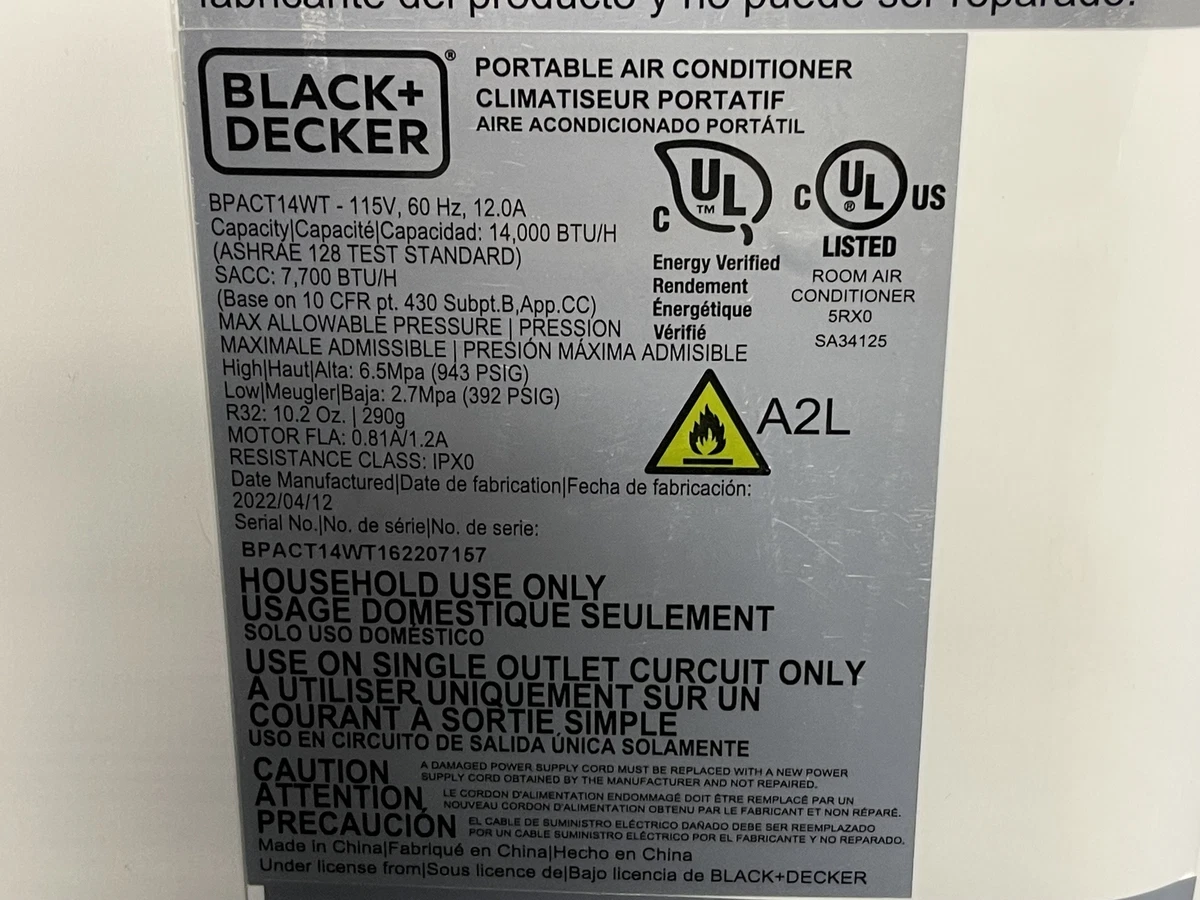 fabricante del producto y no puede ser reparado.
BLACK+
DECKER®
PORTABLE AIR CONDITIONER
CLIMATISEUR PORTATIF
AIRE ACONDICIONADO PORTÁTIL
BPACT14WT - 115V, 60 Hz, 12.0A
Capacity|Capacité|Capacidad: 14,000 BTU/H
(ASHRAE 128 TEST STANDARD)
SACC: 7,700 BTU/H
(Base on 10 CFR pt. 430 Subpt.B,App.CC)
MAX ALLOWABLE PRESSURE | PRESSION
MAXIMALE ADMISSIBLE | PRESIÓN MÁXIMA ADMISIBLE
High|Haut|Alta: 6.5Mpa (943 PSIG)
Low|Meugler|Baja: 2.7Mpa (392 PSIG)
R32: 10.2 Oz. | 290g
MOTOR FLA: 0.81A/1.2A
RESISTANCE CLASS: IPX0
Date Manufactured|Date de fabrication|Fecha de fabricación:
2022/04/12
Serial No.|No. de série|No. de serie:
BPACT14WT162207157
C UL TM
Energy Verified
Rendement
Énergétique
Vérifié
C UL® US
LISTED
ROOM AIR
CONDITIONER
5RX0
SA34125
A2L
HOUSEHOLD USE ONLY
USAGE DOMESTIQUE SEULEMENT
SOLO USO DOMÉSTICO
USE ON SINGLE OUTLET CURCUIT ONLY
A UTILISER UNIQUEMENT SUR UN
COURANT A SORTIE SIMPLE
USO EN CIRCUITO DE SALIDA ÚNICA SOLAMENTE
CAUTION
A DAMAGED POWER SUPPLY CORD MUST BE REPLACED WITH A NEW POWER
SUPPLY CORD OBTAINED BY THE MANUFACTURER AND NOT REPAIRED.
ATTENTION
LE CORDON D'ALIMENTATION ENDOMMAGÉ DOIT ÊTRE REMPLACÉ PAR UN
NOUVEAU CORDON D'ALIMENTATION OBTENU PAR LE FABRICANT ET NON RÉPARÉ.
PRECAUCIÓN
EL CABLE DE SUMINISTRO ELÉCTRICO DAÑADO DEBE SER REEMPLAZADO
POR UN CABLE SUMINISTRO ELÉCTRICO POR EL FABRICANTE Y NO REPARADO.
Made in China|Fabriqué en China|Hecho en China
Under license from|Sous licence de|Bajo licencia de BLACK+DECKER